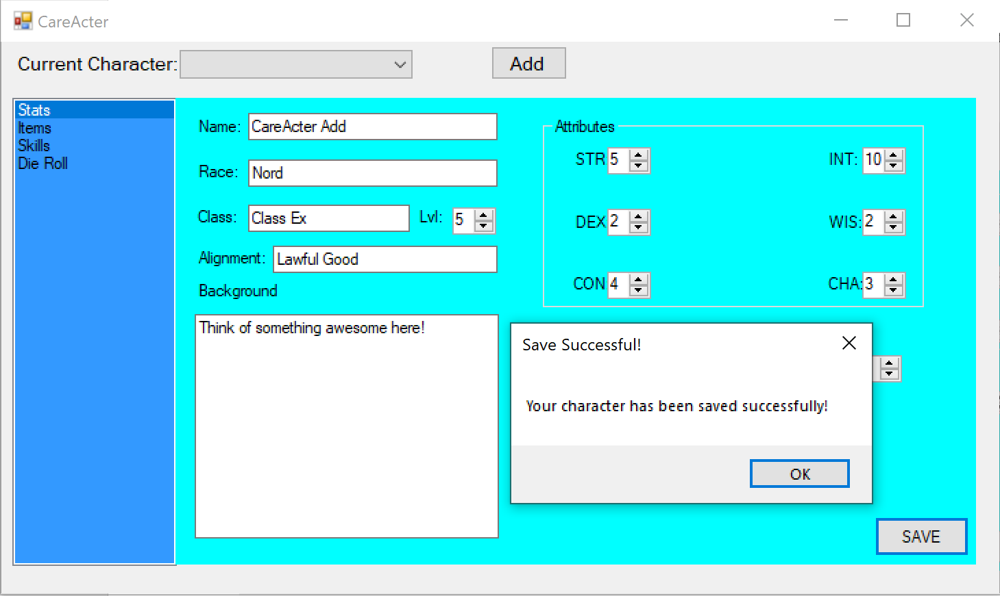 CareActer
Current Character:
Add
Stats
Items
Skills
Die Roll
Name: CareActer Add
Race: Nord
Class: Class Ex Lvl: 5
Alignment: Lawful Good
Background
Think of something awesome here!
Attributes
STR 5 INT: 10
DEX 2 WIS: 2
CON 4 CHA: 3
Save Successful!
Your character has been saved successfully!
OK
SAVE